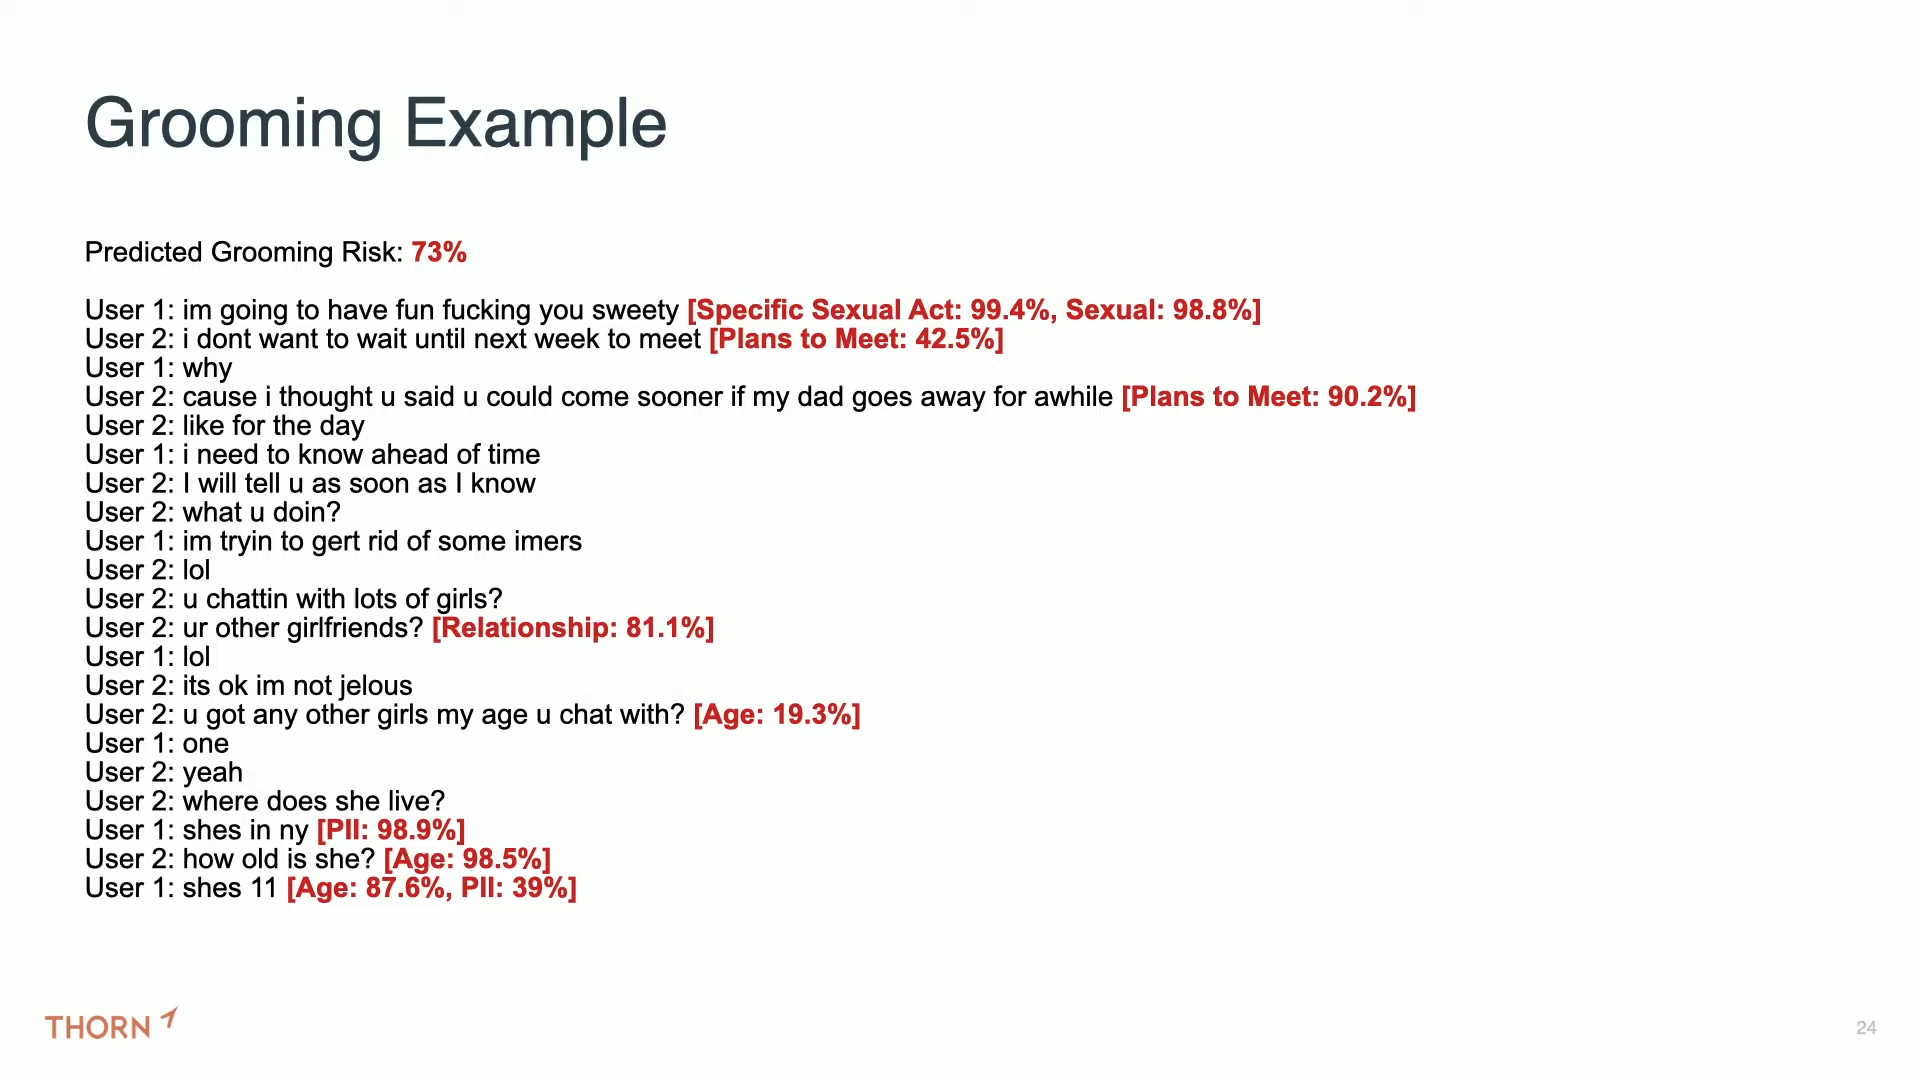 Grooming Example
Predicted Grooming Risk: 73%
User 1: im going to have fun fucking you sweety [Specific Sexual Act: 99.4%, Sexual: 98.8%]
User 2: i dont want to wait until next week to meet [Plans to Meet: 42.5%]
User 1: why
User 2: cause i thought u said u could come sooner if my dad goes away for awhile [Plans to Meet: 90.2%]
User 2: like for the day
User 1: i need to know ahead of time
User 2: I will tell u as soon as I know
User 2: what u doin?
User 1: im tryin to gert rid of some imers
User 2: lol
User 2: u chattin with lots of girls?
User 2: ur other girlfriends? [Relationship: 81.1%]
User 1: lol
User 2: its ok im not jelous
User 2: u got any other girls my age u chat with? [Age: 19.3%]
User 1: one
User 2: yeah
User 2: where does she live?
User 1: shes in ny [PII: 98.9%]
User 2: how old is she? [Age: 98.5%]
User 1: shes 11 [Age: 87.6%, PII: 39%]
THORN
24